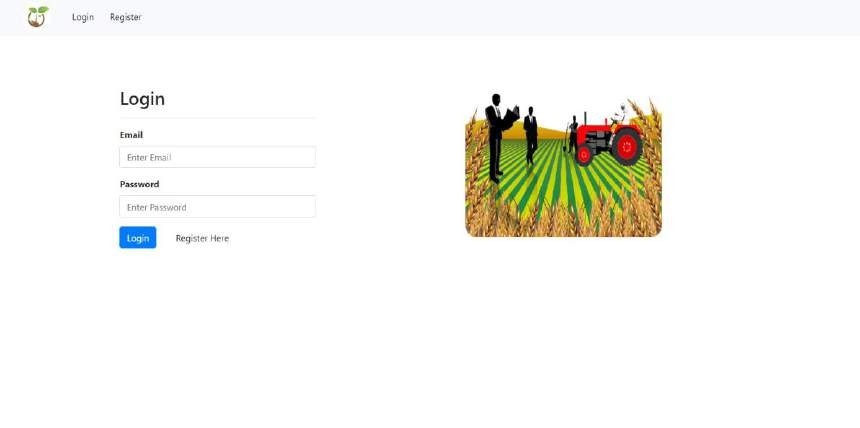 Login Register
Login
Email
Enter Email
Password
Enter Password
Login Register Here